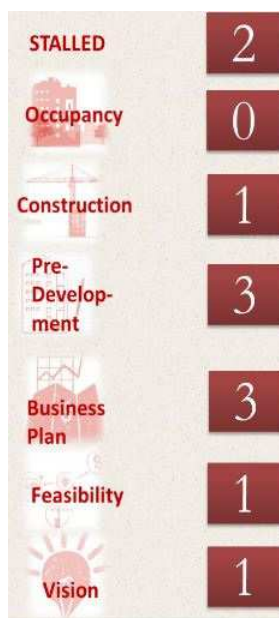 STALLED 2
Occupancy 0
Construction 1
Pre-
Develop-
ment 3
Business
Plan 3
Feasibility 1
Vision 1